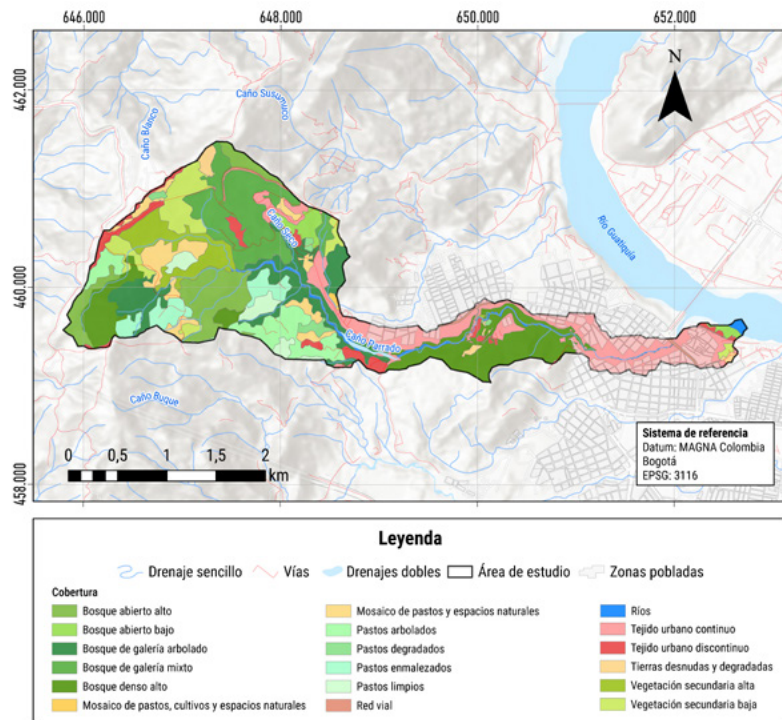 646.000 648.000 650.000 652.000
462.000
460.000
458.000
N
Caño Susumuco
Caño Blanco
Río Guatiquía
Caño Seco
Caño Parrado
Caño Buque
0 0,5 1 1,5 2
km
Sistema de referencia
Datum: MAGNA Colombia
Bogotá
EPSG: 3116
Leyenda
Drenaje sencillo Vías Drenajes dobles Área de estudio Zonas pobladas
Cobertura
Bosque abierto alto
Bosque abierto bajo
Bosque de galería arbolado
Bosque de galería mixto
Bosque denso alto
Mosaico de pastos, cultivos y espacios naturales
Mosaico de pastos y espacios naturales
Pastos arbolados
Pastos degradados
Pastos enmalezados
Pastos limpios
Red vial
Ríos
Tejido urbano continuo
Tejido urbano discontinuo
Tierras desnudas y degradadas
Vegetación secundaria alta
Vegetación secundaria baja